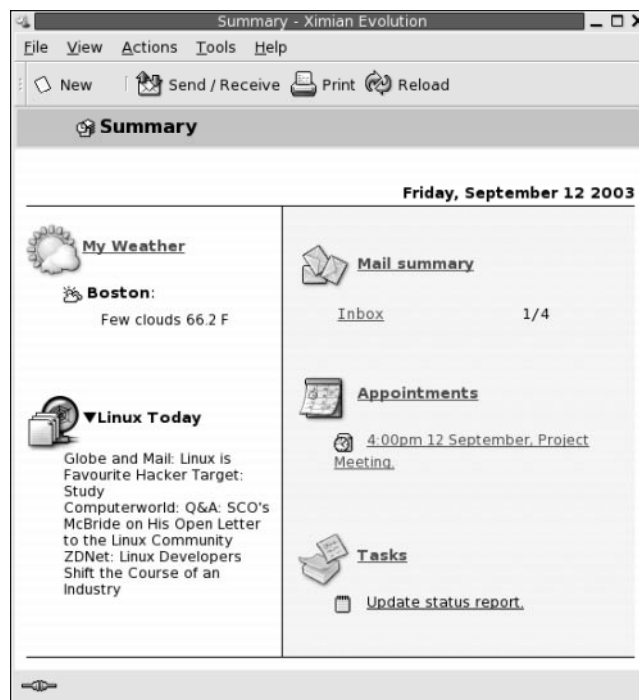 Summary - Ximian Evolution
File View Actions Tools Help
New Send / Receive Print Reload
Summary
Friday, September 12 2003
My Weather
Boston:
Few clouds 66.2 F
Linux Today
Globe and Mail: Linux is
Favourite Hacker Target:
Study
Computerworld: Q&A: SCO's
McBride on His Open Letter
to the Linux Community
ZDNet: Linux Developers
Shift the Course of an
Industry
Mail summary
Inbox 1/4
Appointments
4:00pm 12 September, Project
Meeting.
Tasks
Update status report.